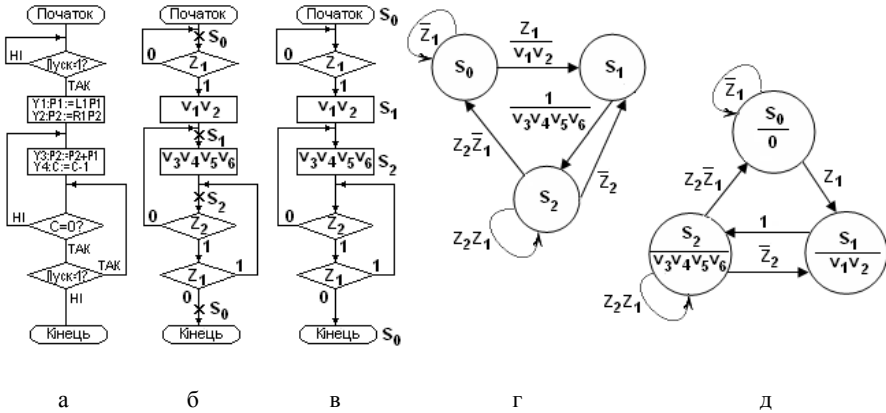 Початок
НІ
Пуск=1?
ТАК
Y1:P1:=L1P1
Y2:P2:=R1P2
Y3:P2:=P2+P1
Y4:C:=C-1
НІ
C=0?
ТАК
Пуск=1?
ТАК
НІ
Кінець
Початок
S0
0
Z1
1
V1V2
S1
V3V4V5V6
S2
0
Z2
1
Z1
1
0
S0
Кінець
Початок
S0
0
Z1
1
V1V2
S1
V3V4V5V6
S2
0
Z2
1
Z1
1
0
Кінець
S0
Z̅1
S0
Z1
V1V2
S1
1
V3V4V5V6
Z2Z̅1
Z̅2
S2
Z2Z1
Z̅1
S0
0
Z2Z̅1
Z1
1
S2
V3V4V5V6
Z̅2
S1
V1V2
Z2Z1
а
б
в
г
д